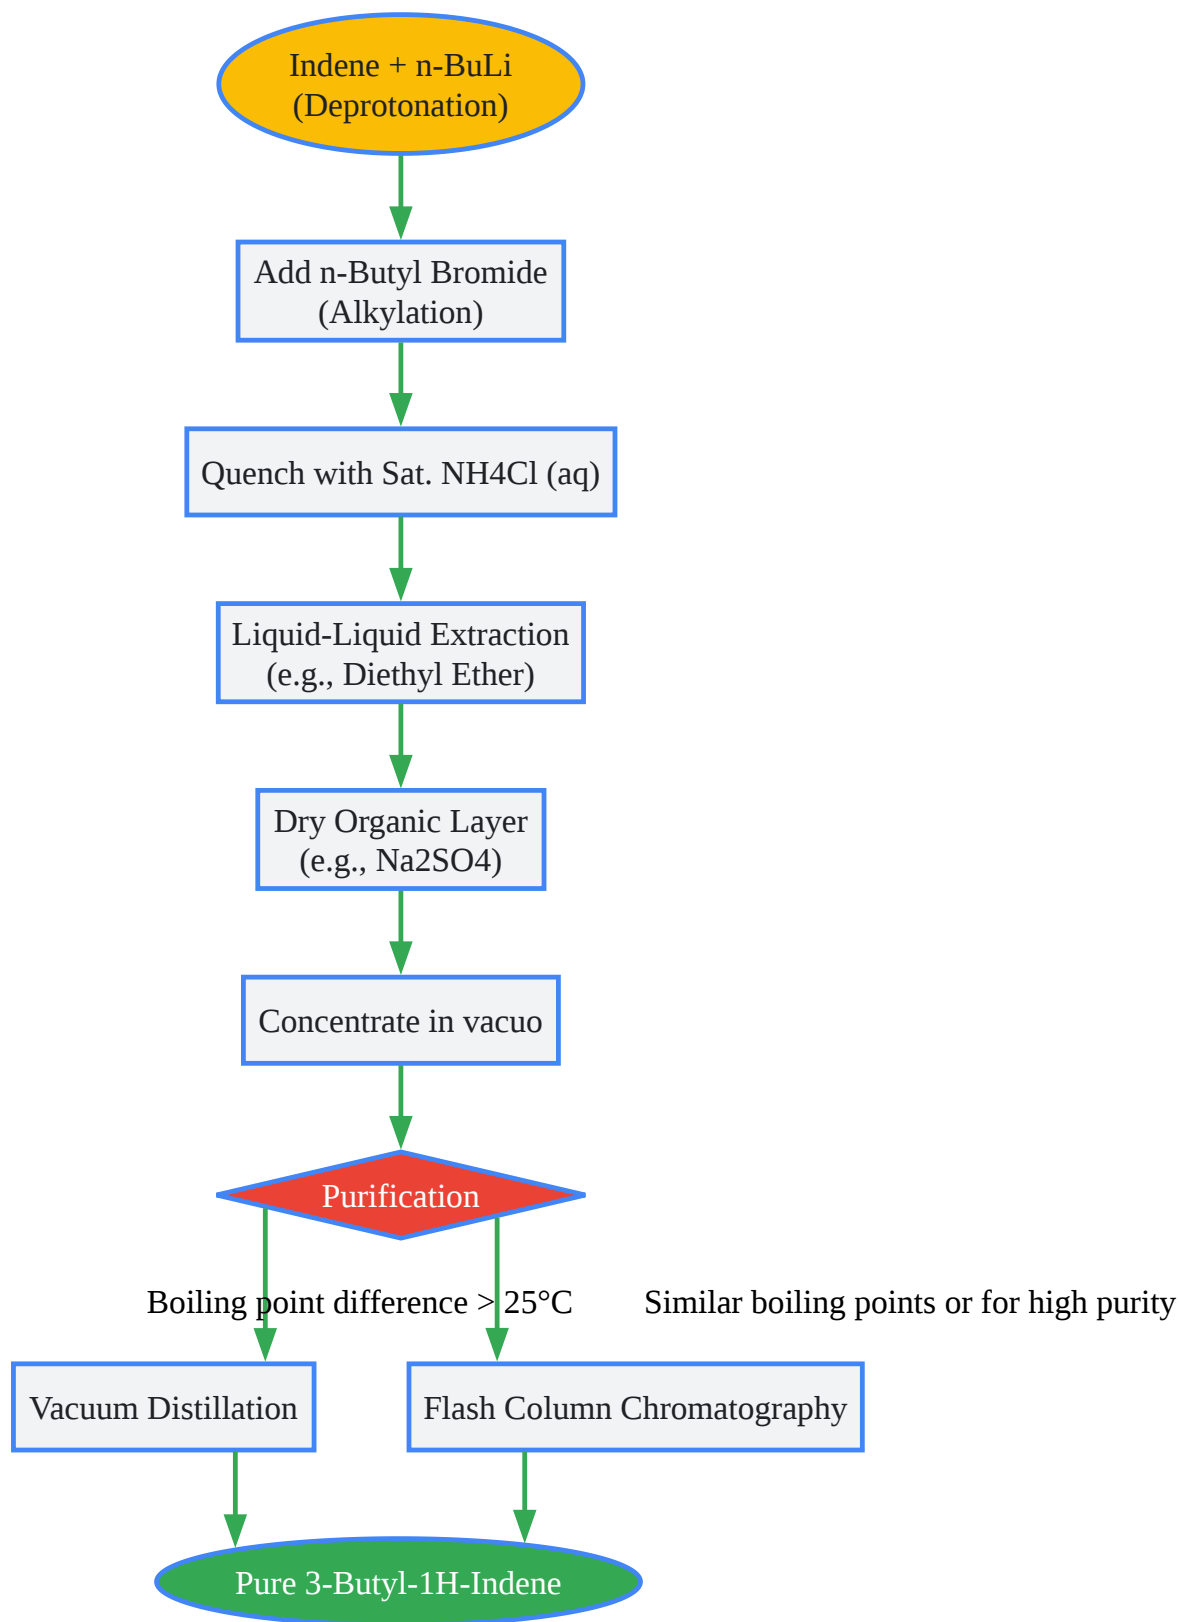 Indene + n-BuLi
(Deprotonation)
Add n-Butyl Bromide
(Alkylation)
Quench with Sat. NH4Cl (aq)
Liquid-Liquid Extraction
(e.g., Diethyl Ether)
Dry Organic Layer
(e.g., Na2SO4)
Concentrate in vacuo
Purification
Boiling point difference > 25°C
Similar boiling points or for high purity
Vacuum Distillation
Flash Column Chromatography
Pure 3-Butyl-1H-Indene